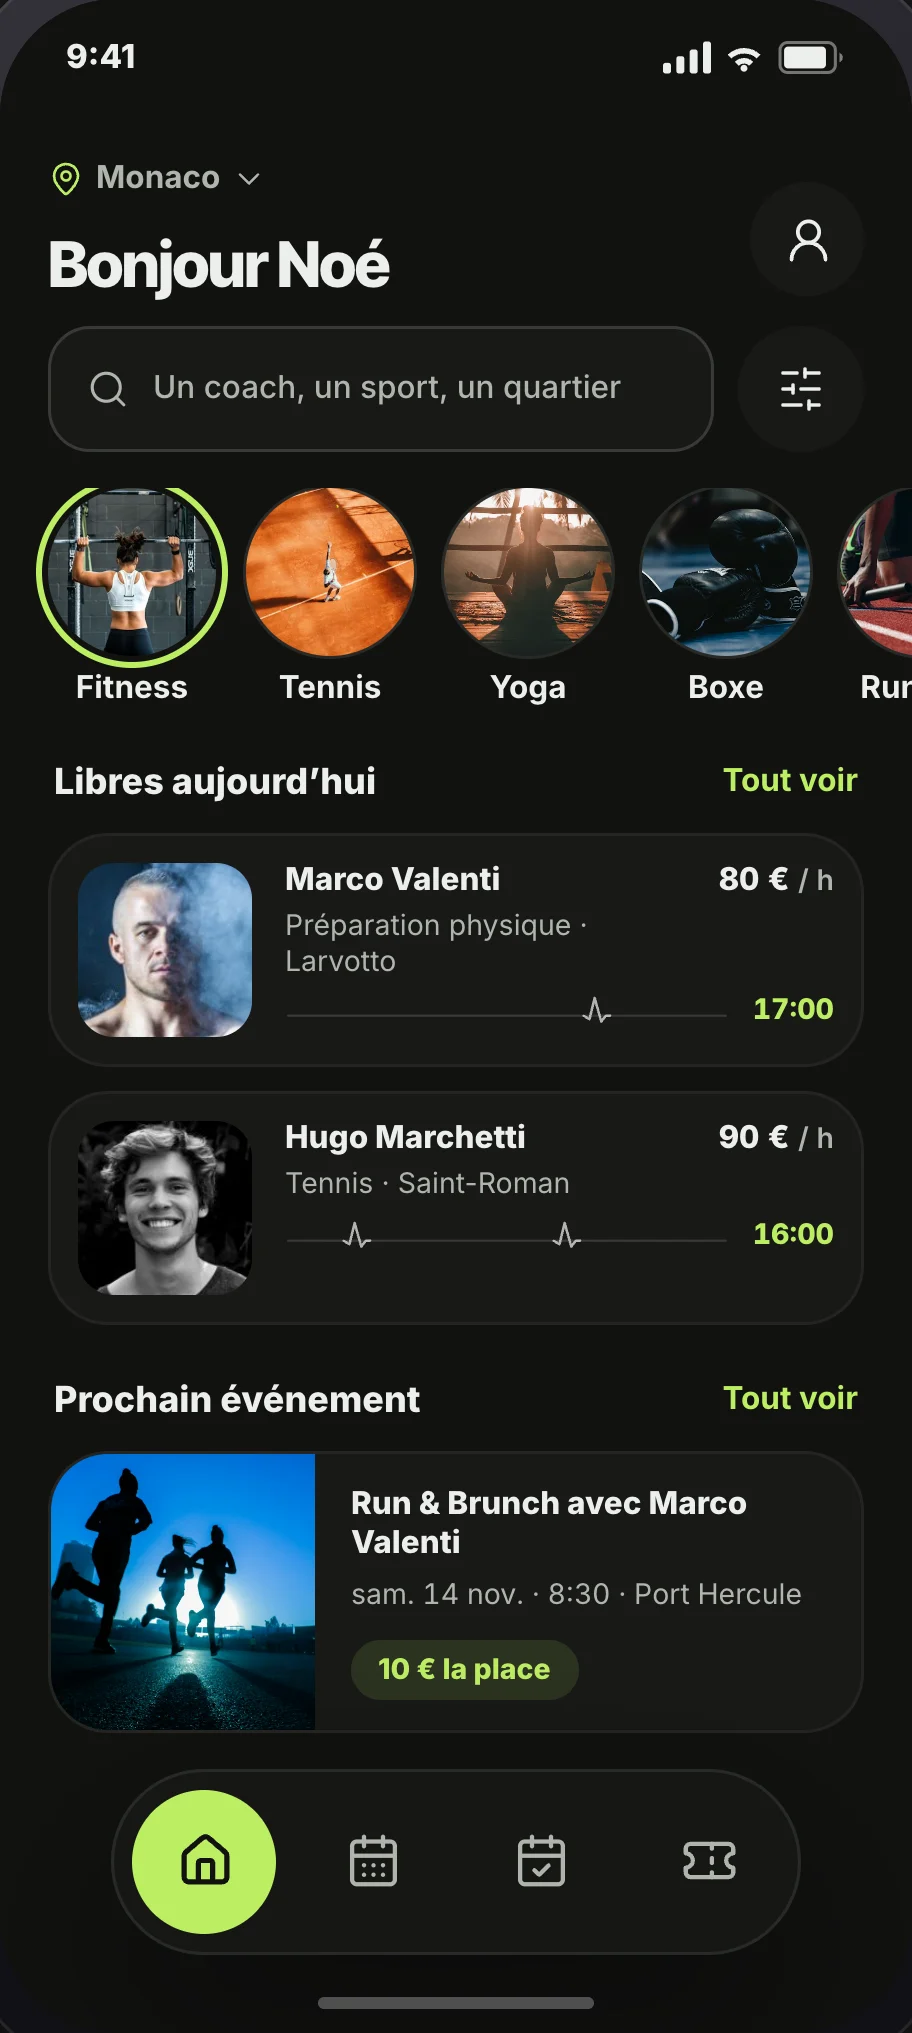 9:41
Monaco
Bonjour Noé
Un coach, un sport, un quartier
Fitness
Tennis
Yoga
Boxe
Run
Libres aujourd’hui
Tout voir
Marco Valenti
80 € / h
Préparation physique ·
Larvotto
17:00
Hugo Marchetti
90 € / h
Tennis · Saint-Roman
16:00
Prochain événement
Tout voir
Run & Brunch avec Marco
Valenti
sam. 14 nov. · 8:30 · Port Hercule
10 € la place